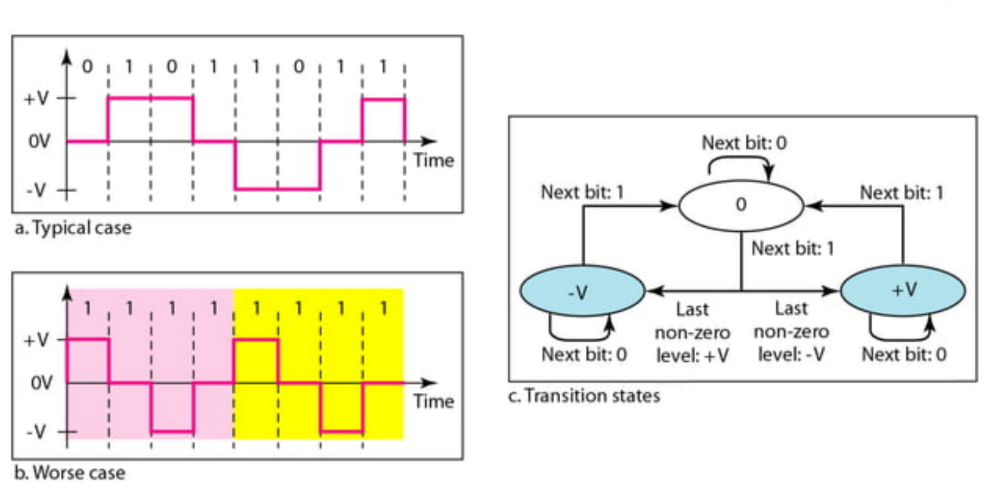 0 1 0 1 1 0 1 1
+V
0V
Time
-V
a. Typical case
1 1 1 1 1 1 1 1
+V
0V
Time
-V
b. Worse case
Next bit: 0
Next bit: 1
0
Next bit: 1
Next bit: 1
-V
+V
Last
non-zero
level: +V
Last
non-zero
level: -V
Next bit: 0
Next bit: 0
c. Transition states